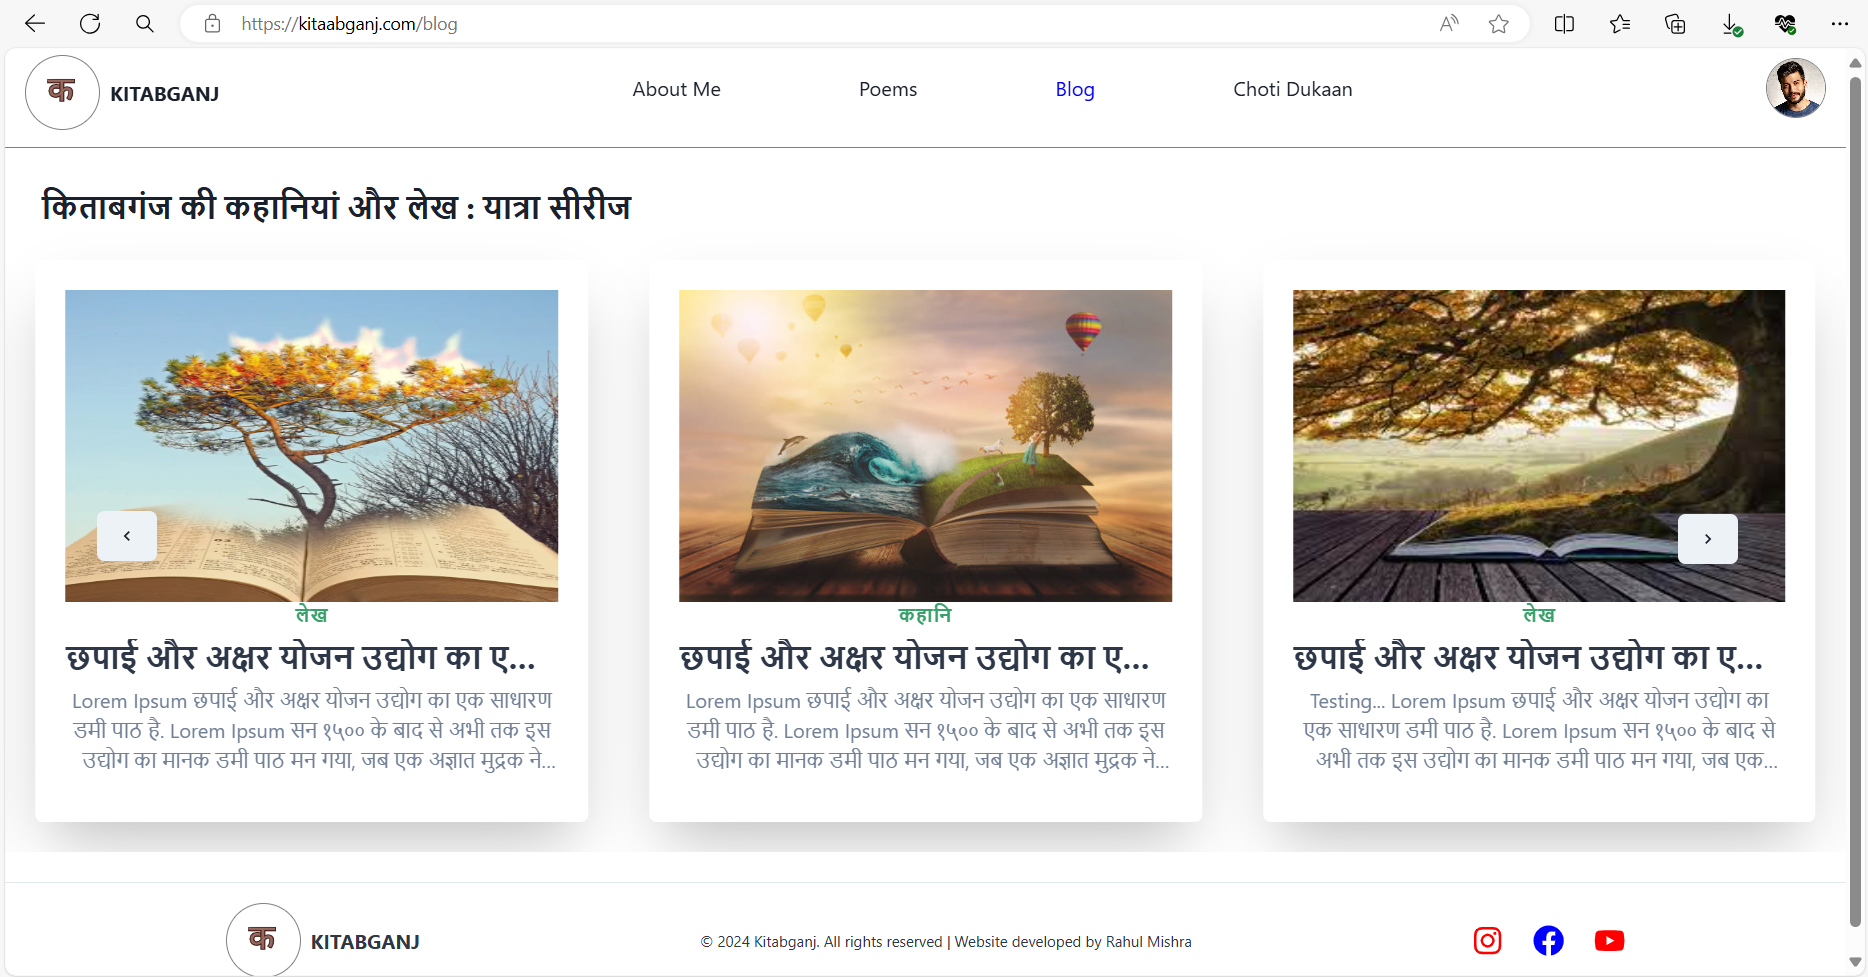 https://kitaabganj.com/blog
क KITABGANJ
About Me
Poems
Blog
Choti Dukaan
किताबगंज की कहानियां और लेख : यात्रा सीरीज
लेख
छपाई और अक्षर योजन उद्योग का ए...
Lorem Ipsum छपाई और अक्षर योजन उद्योग का एक साधारण
डमी पाठ है. Lorem Ipsum सन १५०० के बाद से अभी तक इस
उद्योग का मानक डमी पाठ मन गया, जब एक अज्ञात मुद्रक ने...
कहानि
छपाई और अक्षर योजन उद्योग का ए...
Lorem Ipsum छपाई और अक्षर योजन उद्योग का एक साधारण
डमी पाठ है. Lorem Ipsum सन १५०० के बाद से अभी तक इस
उद्योग का मानक डमी पाठ मन गया, जब एक अज्ञात मुद्रक ने...
लेख
छपाई और अक्षर योजन उद्योग का ए...
Testing... Lorem Ipsum छपाई और अक्षर योजन उद्योग का
एक साधारण डमी पाठ है. Lorem Ipsum सन १५०० के बाद से
अभी तक इस उद्योग का मानक डमी पाठ मन गया, जब एक...
क KITABGANJ
© 2024 Kitabganj. All rights reserved | Website developed by Rahul Mishra